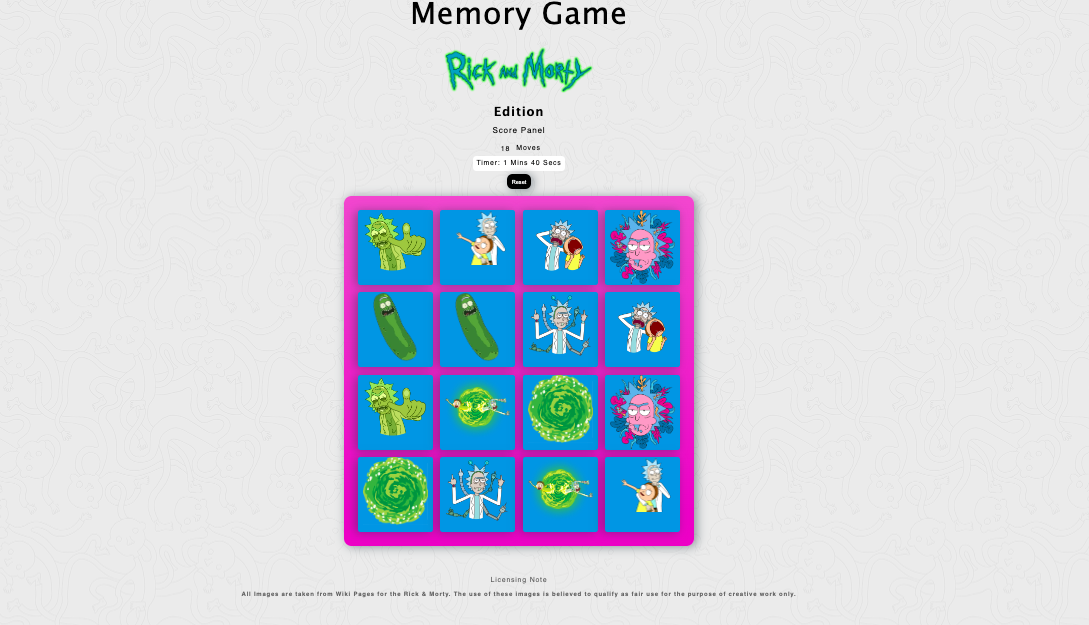 Memory Game
Rick and Morty
Edition
Score Panel
18 Moves
Timer: 1 Mins 40 Secs
Reset
Licensing Note
All Images are taken from Wiki Pages for the Rick & Morty. The use of these images is believed to qualify as fair use for the purpose of creative work only.